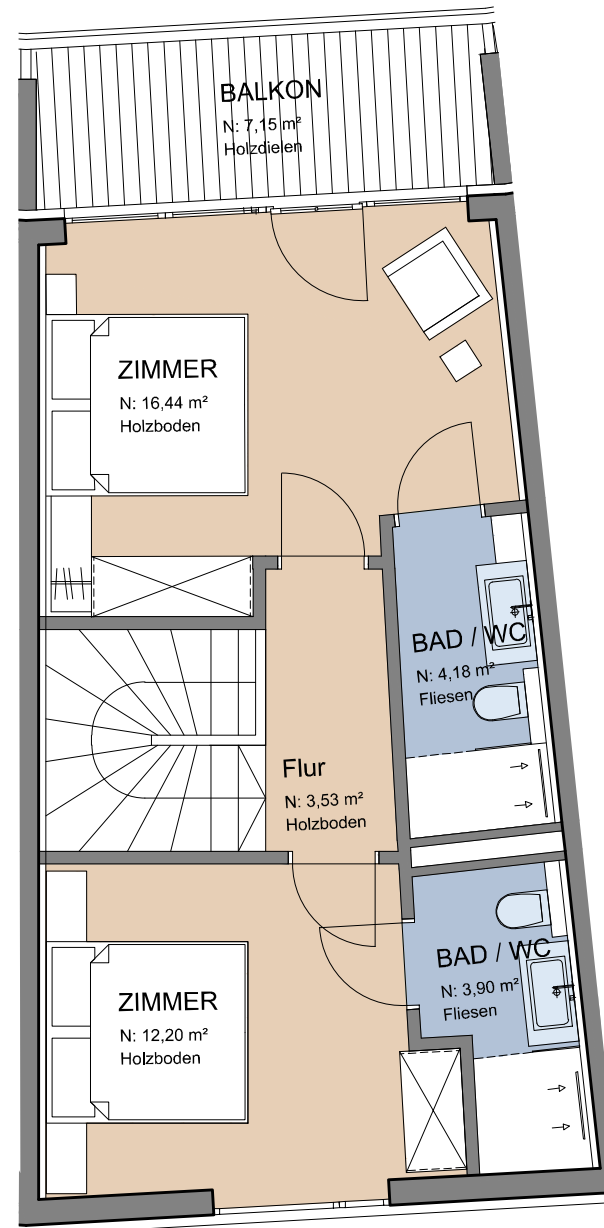 BALKON
N: 7,15 m²
Holzdielen
ZIMMER
N: 16,44 m²
Holzboden
BAD / WC
N: 4,18 m²
Fliesen
Flur
N: 3,53 m²
Holzboden
BAD / WC
N: 3,90 m²
Fliesen
ZIMMER
N: 12,20 m²
Holzboden